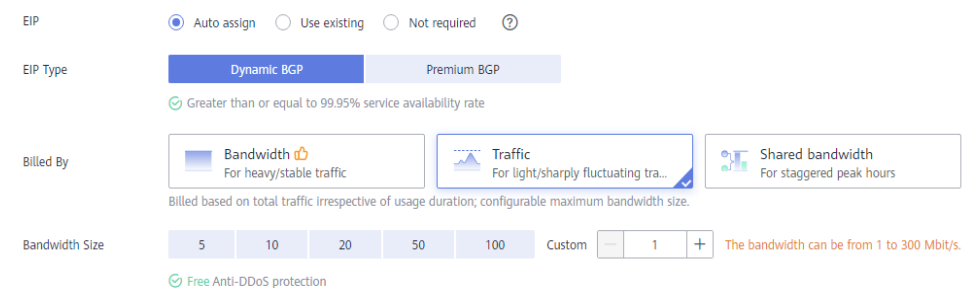 EIP Auto assign Use existing Not required ?
EIP Type Dynamic BGP Premium BGP
Greater than or equal to 99.95% service availability rate
Billed By Bandwidth Traffic Shared bandwidth
For heavy/stable traffic For light/sharply fluctuating tra... For staggered peak hours
Billed based on total traffic irrespective of usage duration; configurable maximum bandwidth size.
Bandwidth Size 5 10 20 50 100 Custom − 1 + The bandwidth can be from 1 to 300 Mbit/s.
Free Anti-DDoS protection